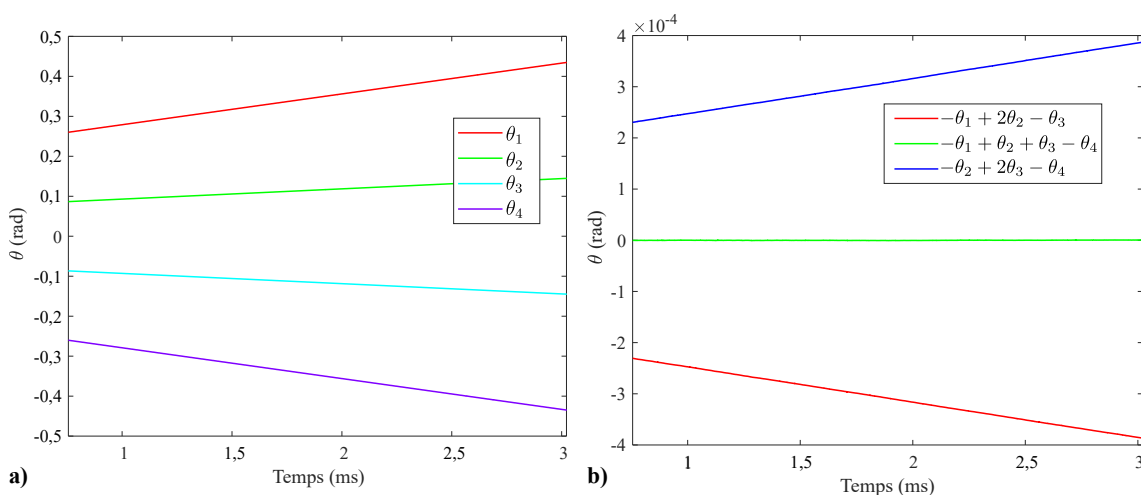 0,5
0,4
0,3
0,2
0,1
0
-0,1
-0,2
-0,3
-0,4
-0,5
θ (rad)
1
1,5
2
2,5
3
Temps (ms)
θ₁
θ₂
θ₃
θ₄
a)
×10⁻⁴
4
3
2
1
0
-1
-2
-3
-4
θ (rad)
1
1,5
2
2,5
3
Temps (ms)
−θ₁ + 2θ₂ − θ₃
−θ₁ + θ₂ + θ₃ − θ₄
−θ₂ + 2θ₃ − θ₄
b)